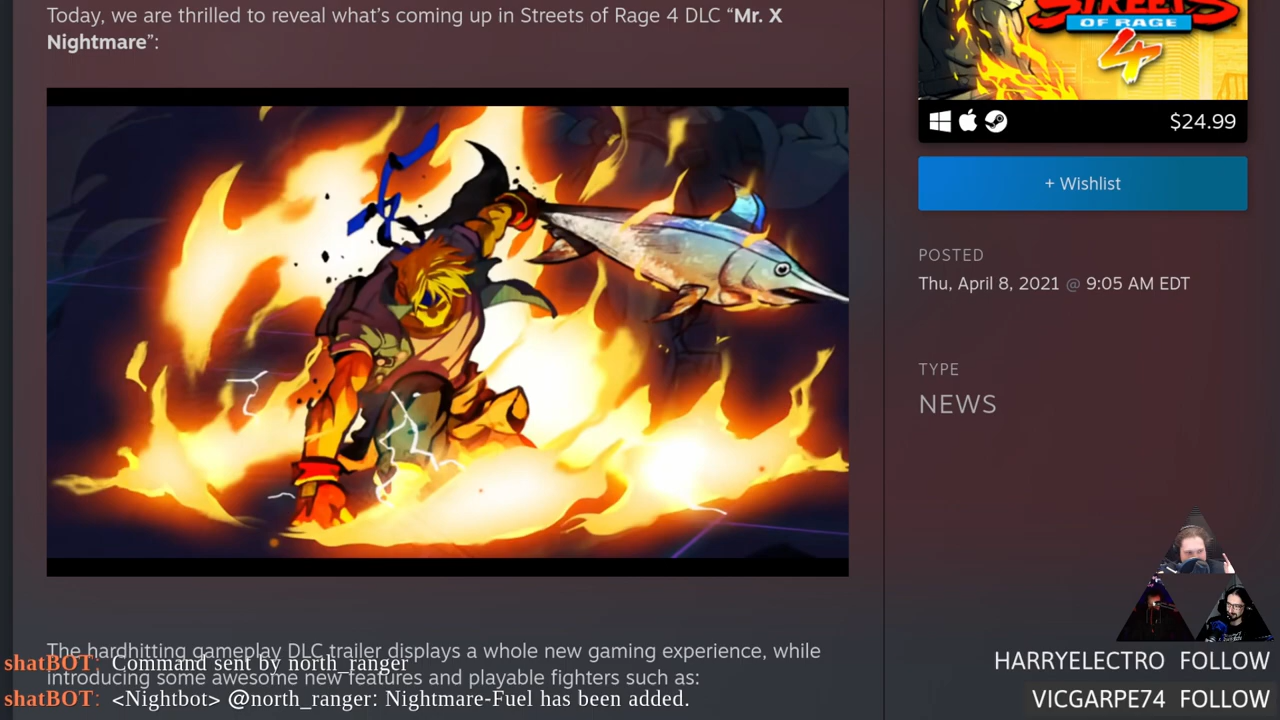 Today, we are thrilled to reveal what's coming up in Streets of Rage 4 DLC “Mr. X
Nightmare”:
STREETS
OF RAGE
4
$24.99
+ Wishlist
POSTED
Thu, April 8, 2021 @ 9:05 AM EDT
TYPE
NEWS
The hardhitting gameplay DLC trailer displays a whole new gaming experience, while
introducing some awesome new features and playable fighters such as:
shatBOT: Command sent by north_ranger
shatBOT: <Nightbot> @north_ranger: Nightmare-Fuel has been added.
HARRYELECTRO FOLLOW
VICGARPE74 FOLLOW